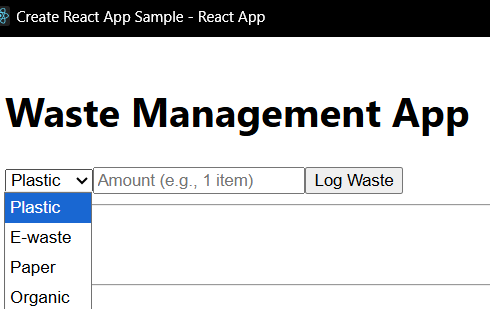 Create React App Sample - React App
Waste Management App
Plastic Amount (e.g., 1 item) Log Waste
Plastic
E-waste
Paper
Organic